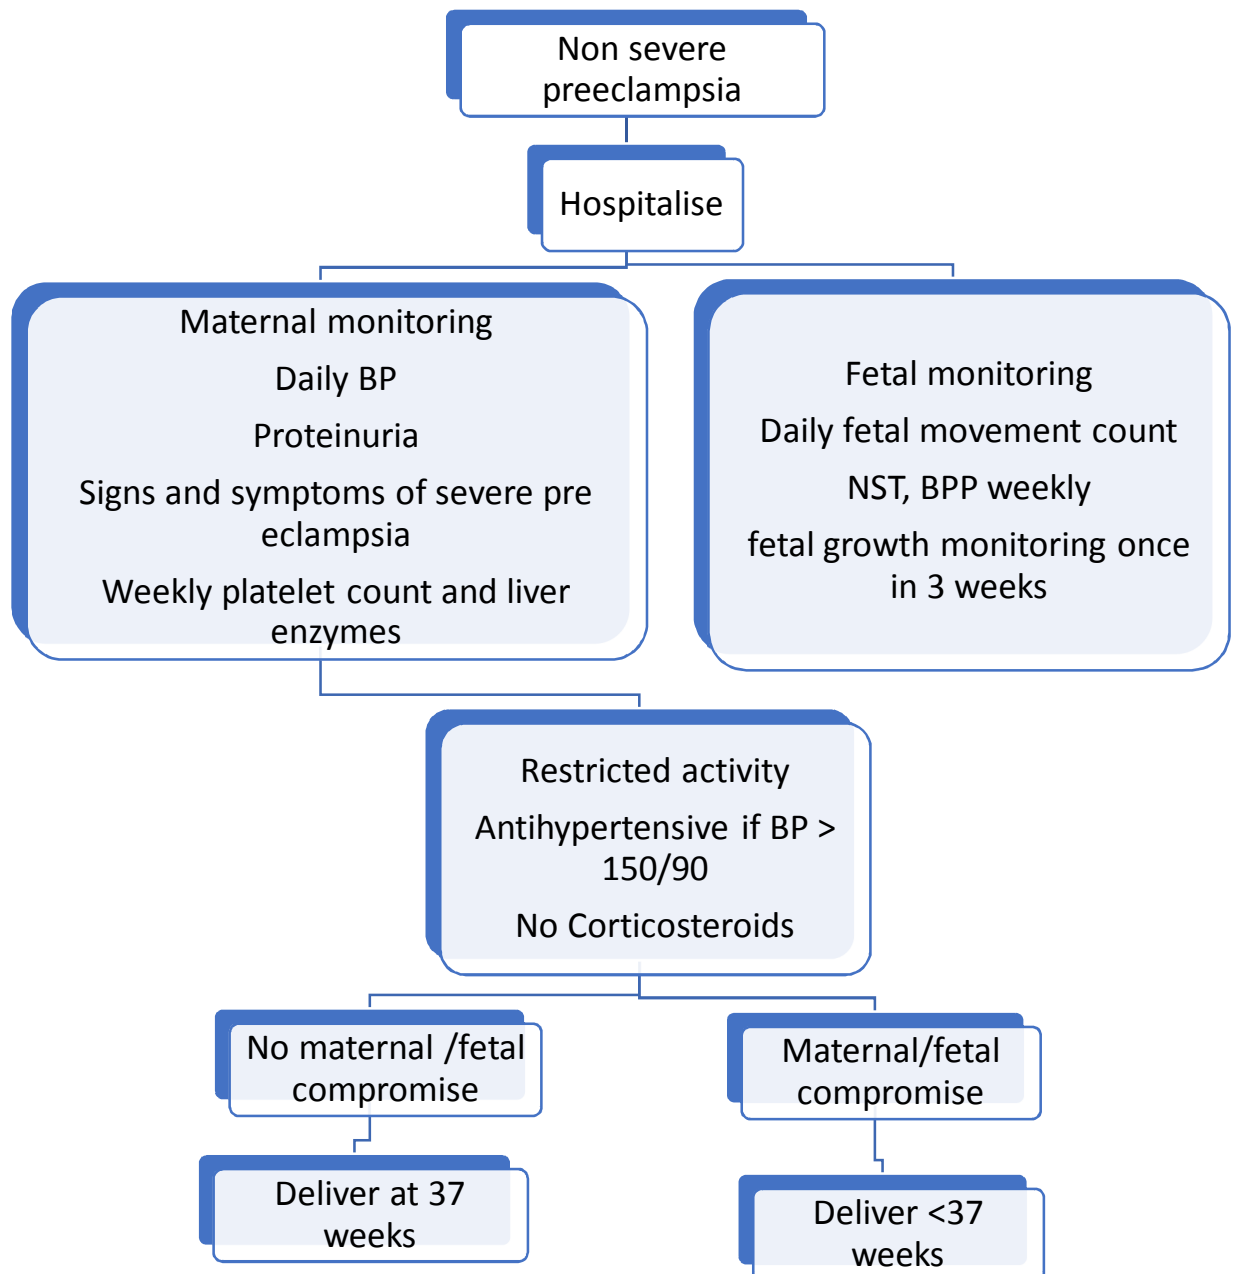 Non severe
preeclampsia
Hospitalise
Maternal monitoring
Daily BP
Proteinuria
Signs and symptoms of severe pre
eclampsia
Weekly platelet count and liver
enzymes
Fetal monitoring
Daily fetal movement count
NST, BPP weekly
fetal growth monitoring once
in 3 weeks
Restricted activity
Antihypertensive if BP >
150/90
No Corticosteroids
No maternal /fetal
compromise
Maternal/fetal
compromise
Deliver at 37
weeks
Deliver <37
weeks